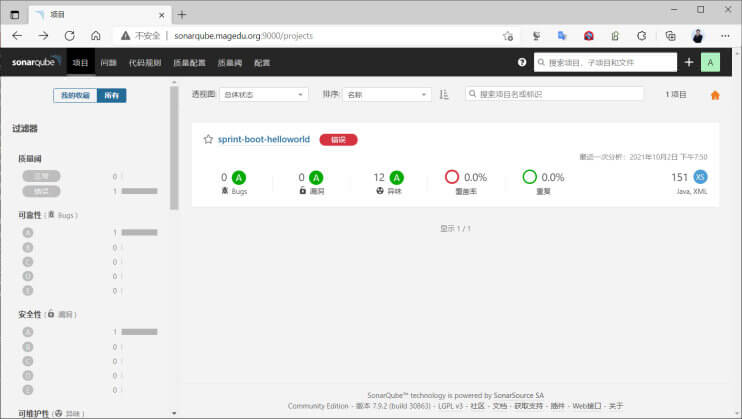 项目
不安全 | sonarqube.magedu.org:9000/projects
sonarqube 项目 问题 代码规则 质量配置 质量阈 配置 搜索项目、子项目和文件 A
我的收藏 所有
透视图: 总体状态 排序: 名称 搜索项目名或标识 1 项目
过滤器
质量阈
正常 0
错误 1
可靠性 ( Bugs )
A 1
B 0
C 0
D 0
E 0
安全性 ( 漏洞 )
A 1
B 0
C 0
D 0
E 0
可维护性 ( 异味 )
sprint-boot-helloworld 错误
最近一次分析: 2021年10月2日 下午7:50
0 A 0 A 12 A 0.0% 0.0% 151 XS
Bugs 漏洞 异味 覆盖率 重复 Java, XML
显示 1 / 1
SonarQube™ technology is powered by SonarSource SA
Community Edition - 版本 7.9.2 (build 30863) - LGPL v3 - 社区 - 文档 - 获取支持 - 插件 - Web接口 - 关于